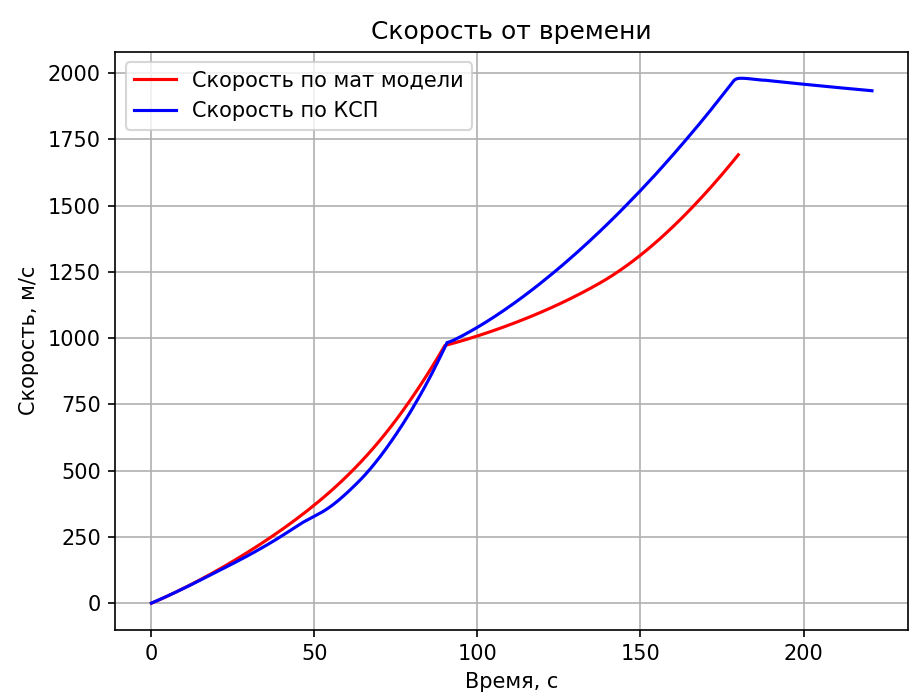 Скорость от времени
Скорость по мат модели
Скорость по КСП
2000
1750
1500
1250
1000
750
500
250
0
Скорость, м/с
0 50 100 150 200
Время, с